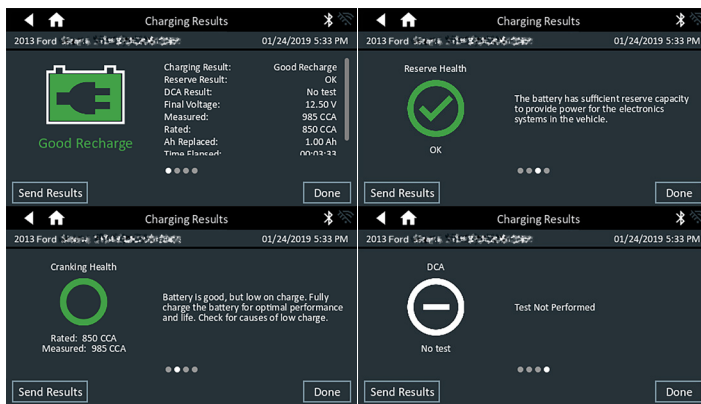 Charging Results
2013 Ford
01/24/2019 5:33 PM
Good Recharge
Charging Result: Good Recharge
Reserve Result: OK
DCA Result: No test
Final Voltage: 12.50 V
Measured: 985 CCA
Rated: 850 CCA
Ah Replaced: 1.00 Ah
Time Elapsed: 00:03:33
Send Results
Done
Charging Results
2013 Ford
01/24/2019 5:33 PM
Reserve Health
OK
The battery has sufficient reserve capacity
to provide power for the electronics
systems in the vehicle.
Send Results
Done
Charging Results
2013 Ford
01/24/2019 5:33 PM
Cranking Health
Rated: 850 CCA
Measured: 985 CCA
Battery is good, but low on charge. Fully
charge the battery for optimal performance
and life. Check for causes of low charge.
Send Results
Done
Charging Results
2013 Ford
01/24/2019 5:33 PM
DCA
No test
Test Not Performed
Send Results
Done